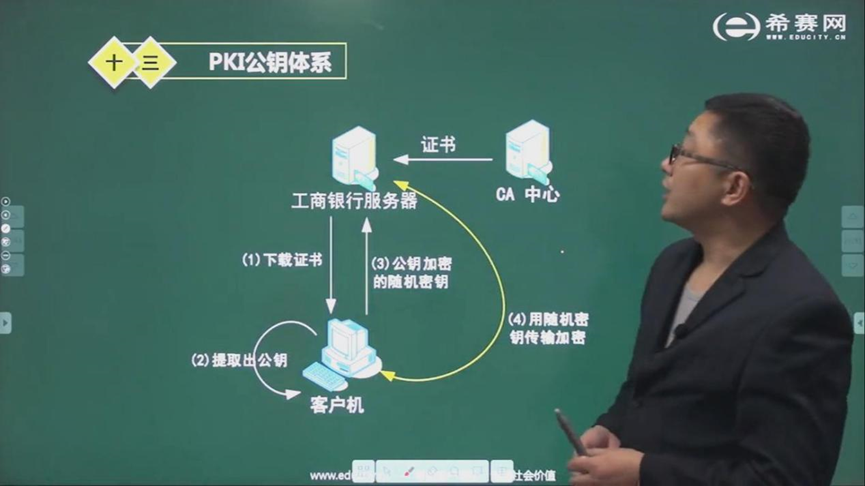 希赛网
WWW.EDUCITY.CN
十三 PKI公钥体系
证书
工商银行服务器
CA 中心
(1)下载证书
(3)公钥加密
的随机密钥
(4)用随机密
钥传输加密
(2)提取出公钥
客户机
www.edu
社会价值